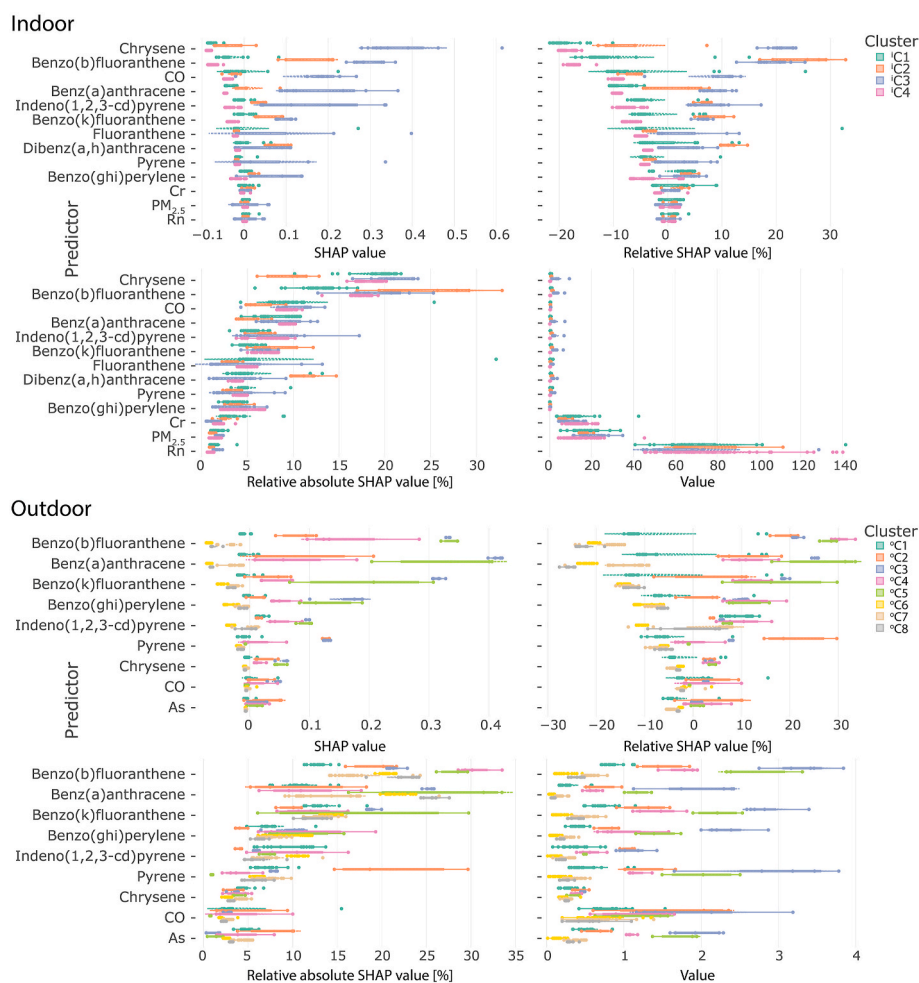 Indoor
Chrysene
Benzo(b)fluoranthene
CO
Benz(a)anthracene
Indeno(1,2,3-cd)pyrene
Benzo(k)fluoranthene
Fluoranthene
Dibenz(a,h)anthracene
Pyrene
Benzo(ghi)perylene
Cr
PM2.5
Rn
−0.1 0 0.1 0.2 0.3 0.4 0.5 0.6
SHAP value
−20 −10 0 10 20 30
Relative SHAP value [%]
Cluster
iC1
iC2
iC3
iC4
Predictor
Chrysene
Benzo(b)fluoranthene
CO
Benz(a)anthracene
Indeno(1,2,3-cd)pyrene
Benzo(k)fluoranthene
Fluoranthene
Dibenz(a,h)anthracene
Pyrene
Benzo(ghi)perylene
Cr
PM2.5
Rn
0 5 10 15 20 25 30
Relative absolute SHAP value [%]
0 20 40 60 80 100 120 140
Value
Outdoor
Benzo(b)fluoranthene
Benz(a)anthracene
Benzo(k)fluoranthene
Benzo(ghi)perylene
Indeno(1,2,3-cd)pyrene
Pyrene
Chrysene
CO
As
0 0.1 0.2 0.3 0.4
SHAP value
−30 −20 −10 0 10 20 30
Relative SHAP value [%]
Cluster
oC1
oC2
oC3
oC4
oC5
oC6
oC7
oC8
Predictor
Benzo(b)fluoranthene
Benz(a)anthracene
Benzo(k)fluoranthene
Benzo(ghi)perylene
Indeno(1,2,3-cd)pyrene
Pyrene
Chrysene
CO
As
0 5 10 15 20 25 30 35
Relative absolute SHAP value [%]
0 1 2 3 4
Value